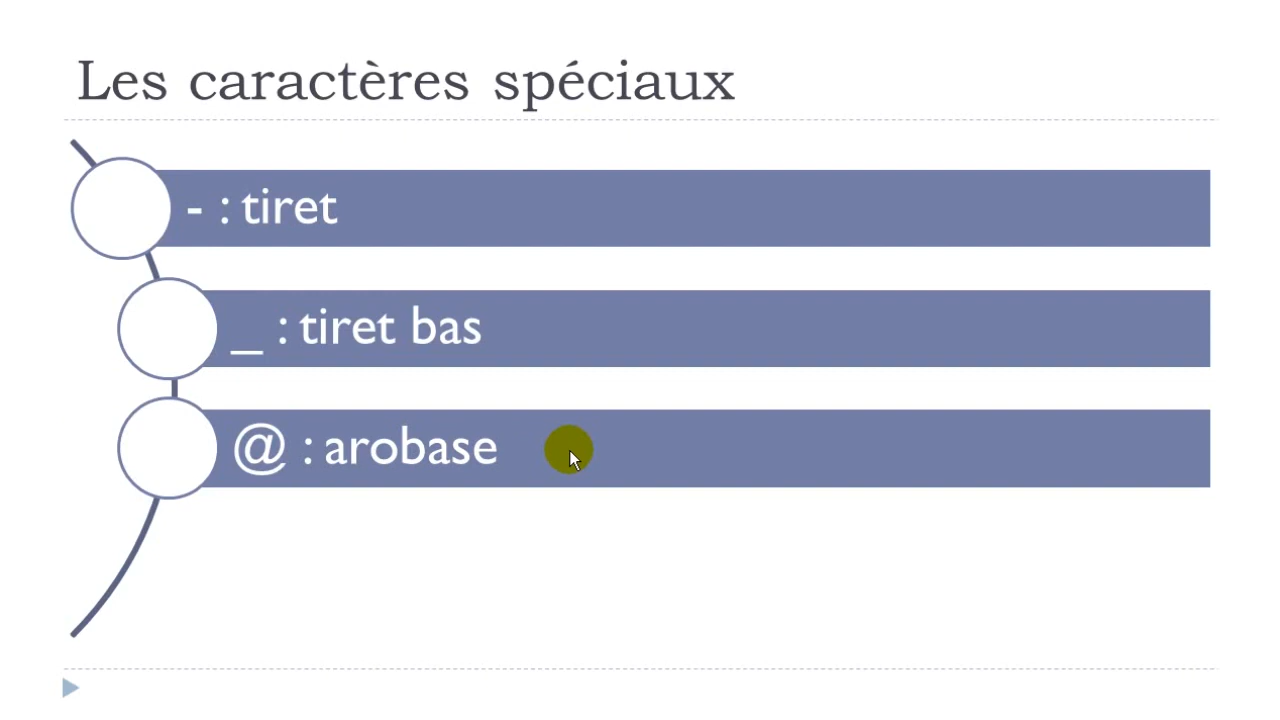 Les caractères spéciaux
- : tiret
_ : tiret bas
@ : arobase